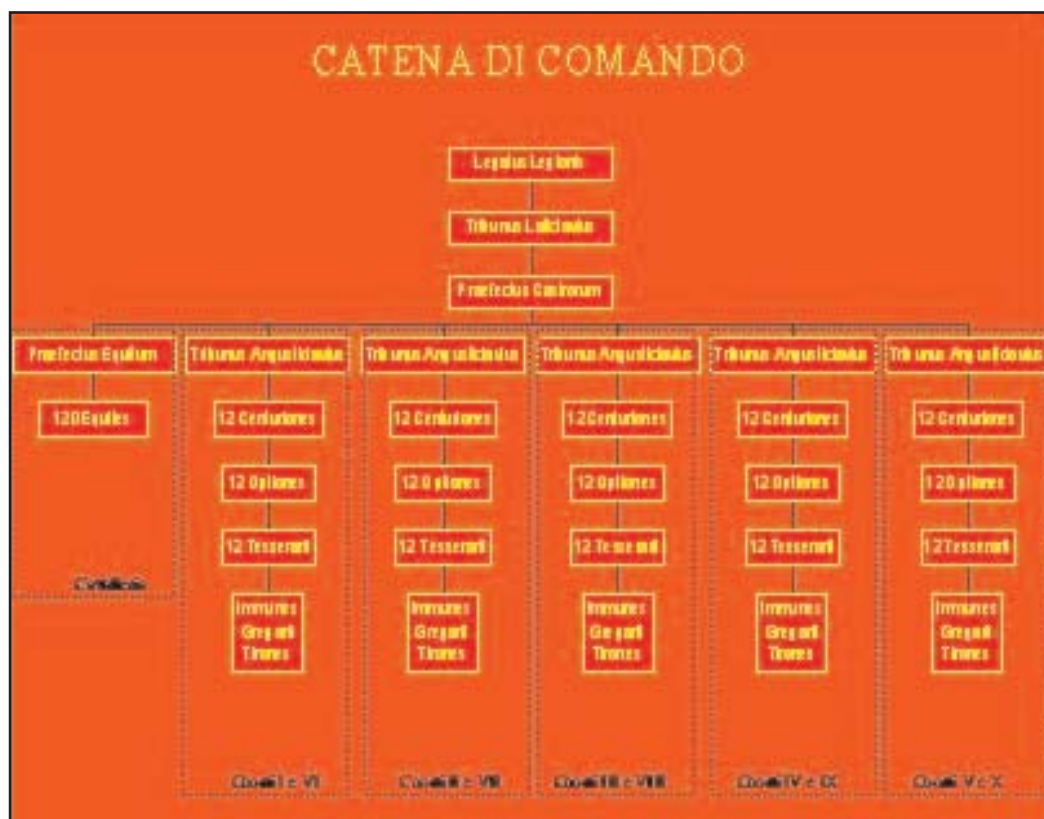 CATENA DI COMANDO
Legatus Legionis
Tribunus Laticlavius
Praefectus Castrorum
Praefectus Equitum
Tribunus Angusticlavius
Tribunus Angusticlavius
Tribunus Angusticlavius
Tribunus Angusticlavius
Tribunus Angusticlavius
120 Equites
12 Centuriones
12 Centuriones
12 Centuriones
12 Centuriones
12 Centuriones
12 Optiones
12 Optiones
12 Optiones
12 Optiones
12 Optiones
12 Tesserarii
12 Tesserarii
12 Tesserarii
12 Tesserarii
12 Tesserarii
Immunes
Gregarii
Tirones
Immunes
Gregarii
Tirones
Immunes
Gregarii
Tirones
Immunes
Gregarii
Tirones
Immunes
Gregarii
Tirones
I e VI
e VIII
IV e IX
V e X